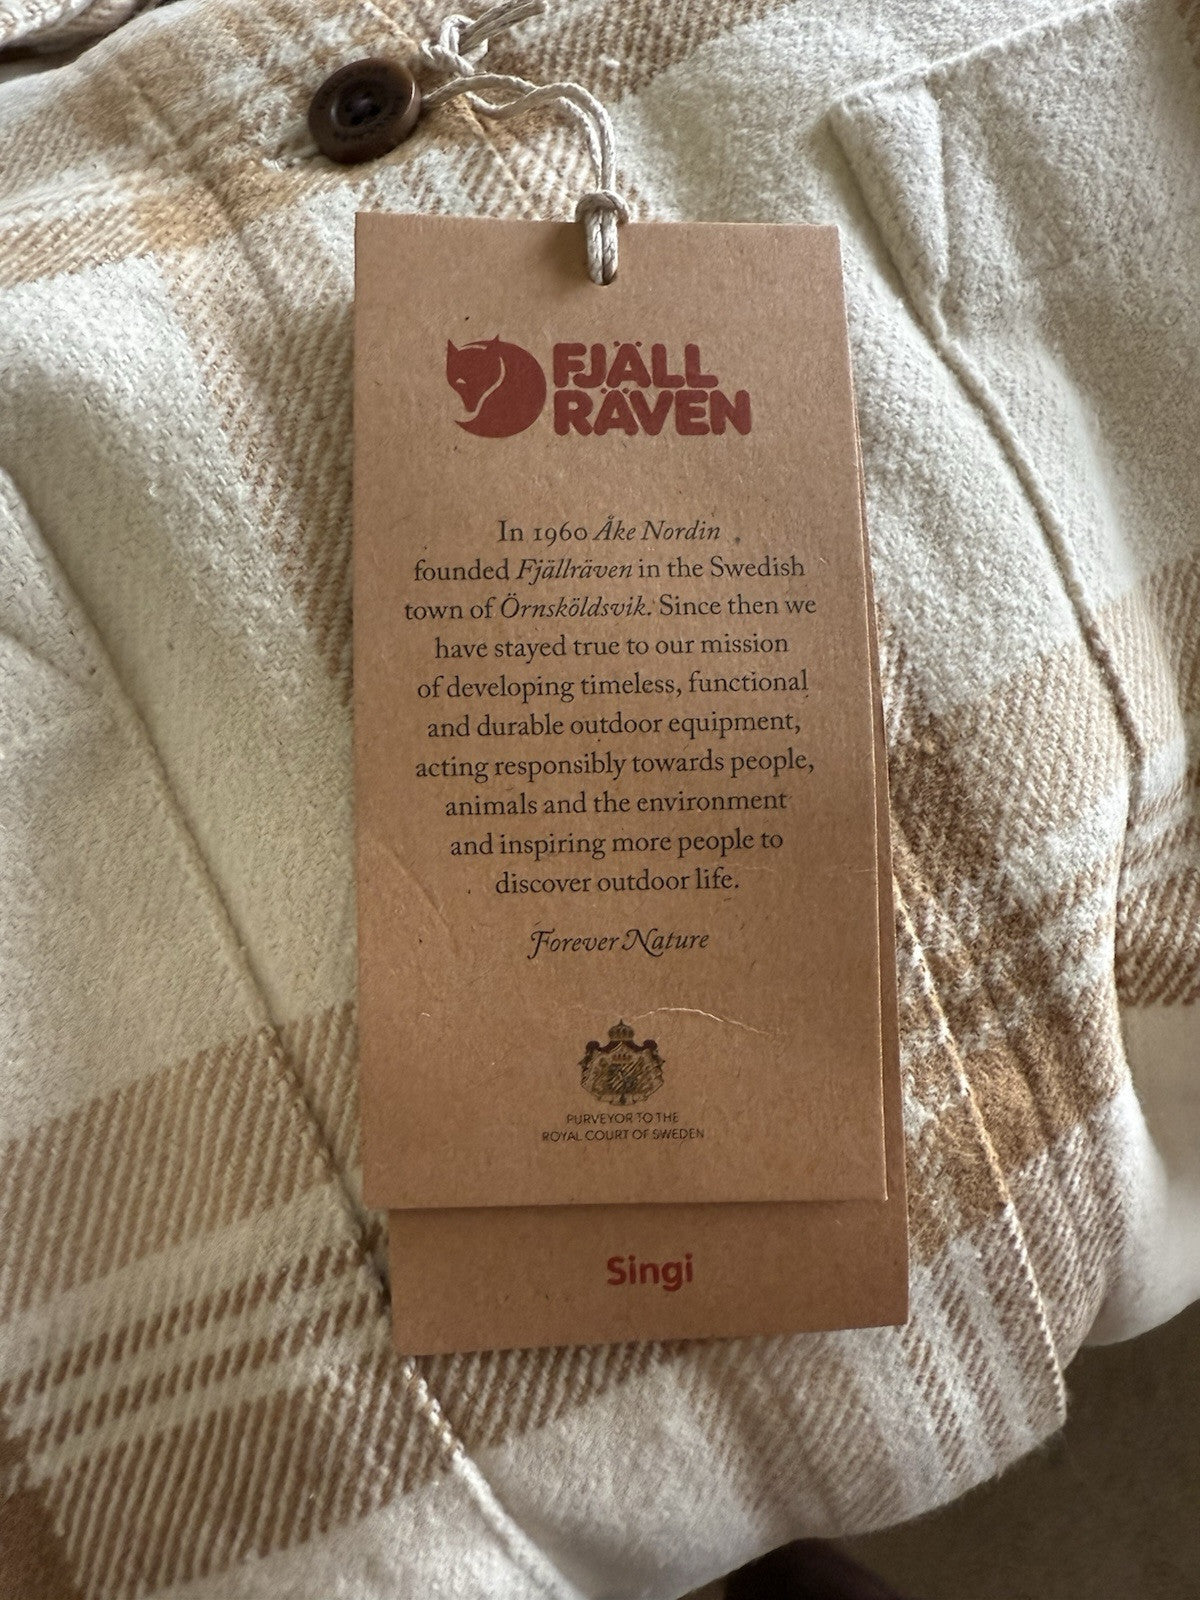 FJÄLL
RÄVEN
In 1960 Åke Nordin
founded Fjällräven in the Swedish
town of Örnsköldsvik. Since then we
have stayed true to our mission
of developing timeless, functional
and durable outdoor equipment,
acting responsibly towards people,
animals and the environment
and inspiring more people to
discover outdoor life.
Forever Nature
PURVEYOR TO THE
ROYAL COURT OF SWEDEN
Singi